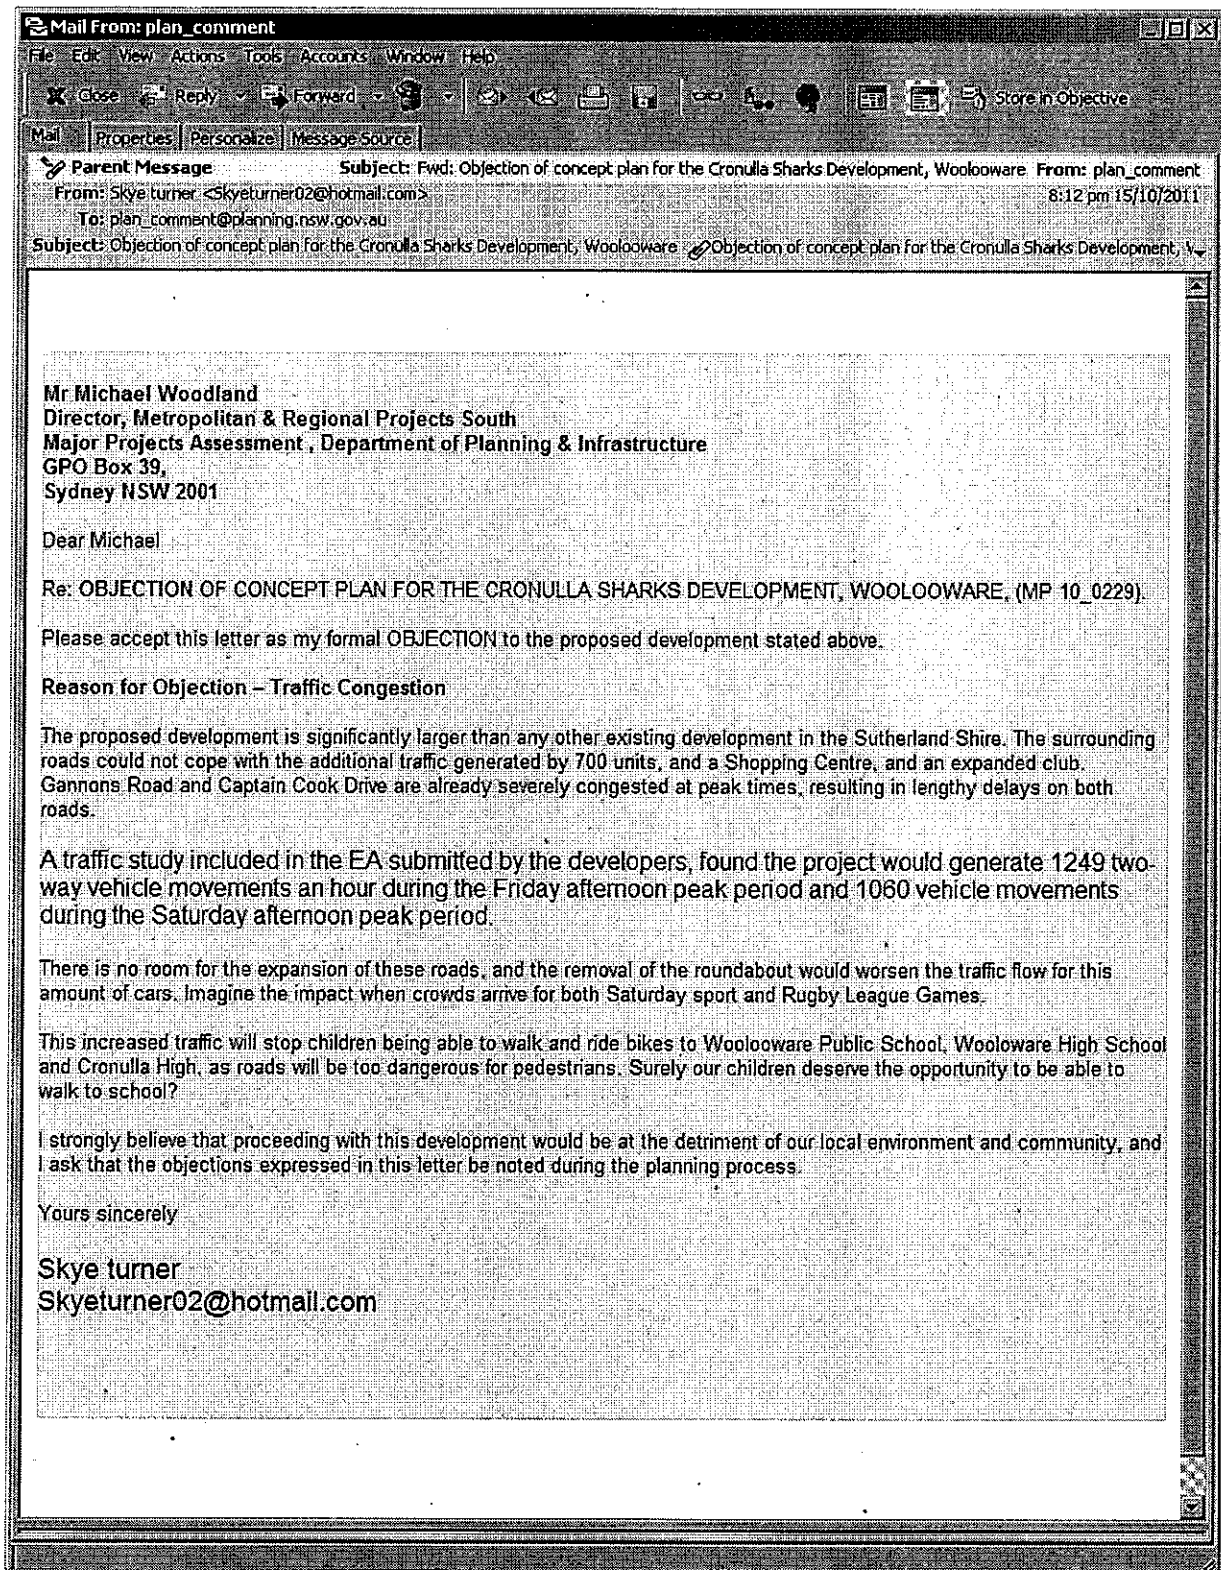 Mail From: plan_comment
File Edit View Actions Tools Accounts Window Help
Close Reply Forward Store in Objective
Mail Properties Personalize Message Source
Parent Message Subject: Fwd: Objection of concept plan for the Cronulla Sharks Development, Woolooware From: plan_comment
From: Skye turner <Skyeturner02@hotmail.com> 8:12 pm 15/10/2011
To: plan_comment@planning.nsw.gov.au
Subject: Objection of concept plan for the Cronulla Sharks Development, Woolooware Objection of concept plan for the Cronulla Sharks Development,
Mr Michael Woodland
Director, Metropolitan & Regional Projects South
Major Projects Assessment , Department of Planning & Infrastructure
GPO Box 39,
Sydney NSW 2001
Dear Michael
Re: OBJECTION OF CONCEPT PLAN FOR THE CRONULLA SHARKS DEVELOPMENT, WOOLOOWARE, (MP 10_0229).
Please accept this letter as my formal OBJECTION to the proposed development stated above.
Reason for Objection – Traffic Congestion
The proposed development is significantly larger than any other existing development in the Sutherland Shire. The surrounding
roads could not cope with the additional traffic generated by 700 units, and a Shopping Centre, and an expanded club.
Gannons Road and Captain Cook Drive are already severely congested at peak times, resulting in lengthy delays on both
roads.
A traffic study included in the EA submitted by the developers, found the project would generate 1249 two-
way vehicle movements an hour during the Friday afternoon peak period and 1060 vehicle movements
during the Saturday afternoon peak period.
There is no room for the expansion of these roads, and the removal of the roundabout would worsen the traffic flow for this
amount of cars. Imagine the impact when crowds arrive for both Saturday sport and Rugby League Games.
This increased traffic will stop children being able to walk and ride bikes to Woolooware Public School, Wooloware High School
and Cronulla High, as roads will be too dangerous for pedestrians. Surely our children deserve the opportunity to be able to
walk to school?
I strongly believe that proceeding with this development would be at the detriment of our local environment and community, and
I ask that the objections expressed in this letter be noted during the planning process.
Yours sincerely
Skye turner
Skyeturner02@hotmail.com